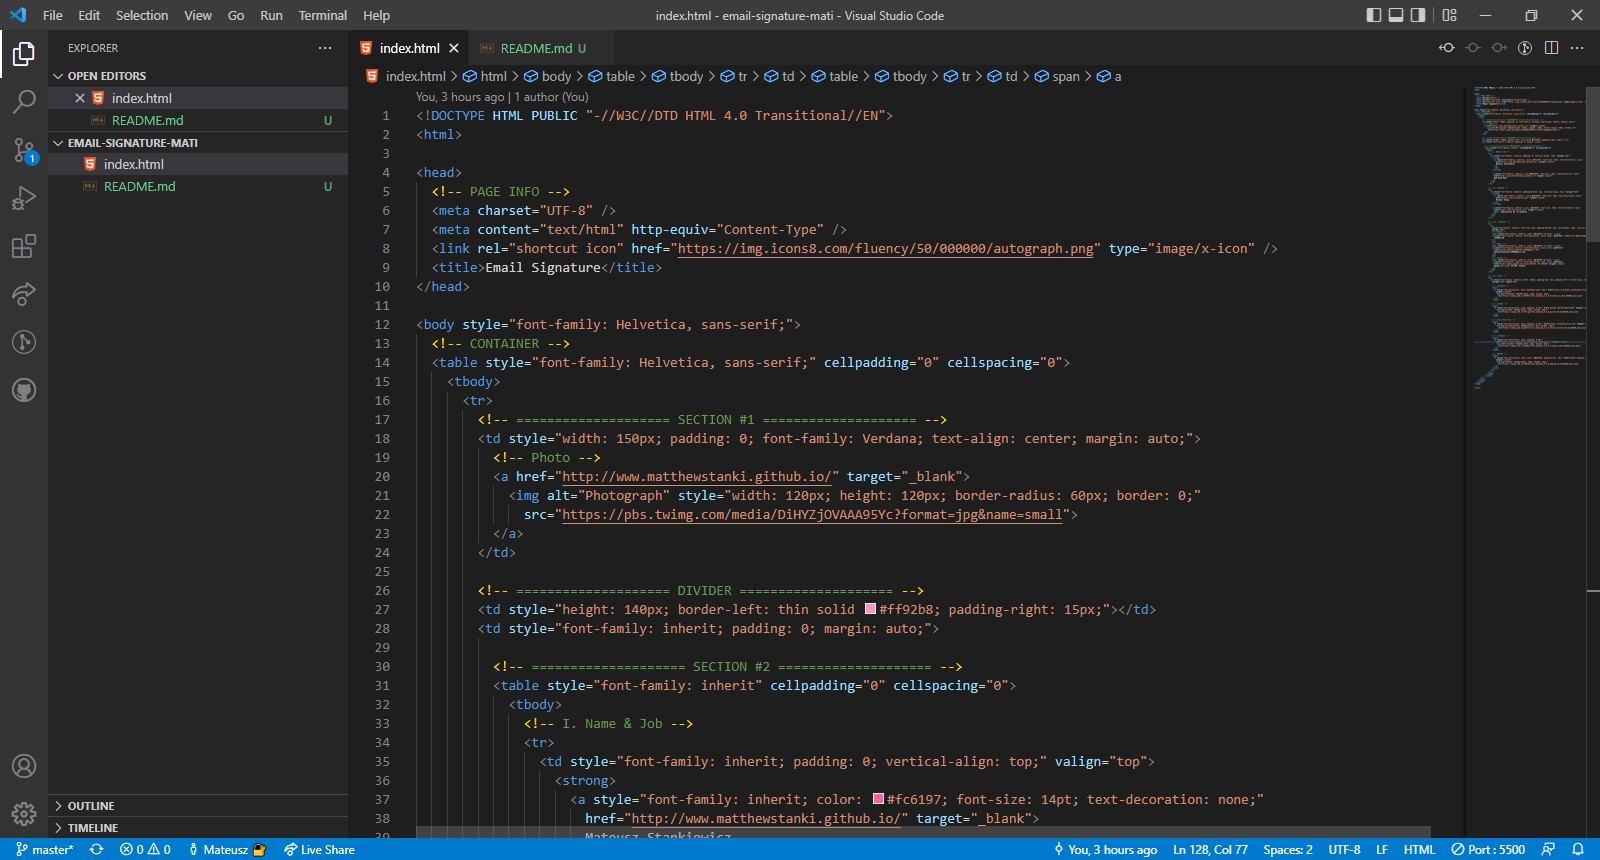 File Edit Selection View Go Run Terminal Help
index.html - email-signature-mati - Visual Studio Code
EXPLORER
OPEN EDITORS
index.html
README.md U
EMAIL-SIGNATURE-MATI
index.html
README.md U
1
OUTLINE
TIMELINE
index.html
README.md U
index.html > html > body > table > tbody > tr > td > table > tbody > tr > td > span > a
You, 3 hours ago | 1 author (You)
1 <!DOCTYPE HTML PUBLIC "-//W3C//DTD HTML 4.0 Transitional//EN">
2 <html>
3
4 <head>
5 <!-- PAGE INFO -->
6 <meta charset="UTF-8" />
7 <meta content="text/html" http-equiv="Content-Type" />
8 <link rel="shortcut icon" href="https://img.icons8.com/fluency/50/000000/autograph.png" type="image/x-icon" />
9 <title>Email Signature</title>
10 </head>
11
12 <body style="font-family: Helvetica, sans-serif;">
13 <!-- CONTAINER -->
14 <table style="font-family: Helvetica, sans-serif;" cellpadding="0" cellspacing="0">
15 <tbody>
16 <tr>
17 <!-- ==================== SECTION #1 ==================== -->
18 <td style="width: 150px; padding: 0; font-family: Verdana; text-align: center; margin: auto;">
19 <!-- Photo -->
20 <a href="http://www.matthewstanki.github.io/" target="_blank">
21 <img alt="Photograph" style="width: 120px; height: 120px; border-radius: 60px; border: 0;"
22 src="https://pbs.twimg.com/media/DiHYZjOVAAA95Yc?format=jpg&name=small">
23 </a>
24 </td>
25
26 <!-- ==================== DIVIDER ==================== -->
27 <td style="height: 140px; border-left: thin solid #ff92b8; padding-right: 15px;"></td>
28 <td style="font-family: inherit; padding: 0; margin: auto;">
29
30 <!-- ==================== SECTION #2 ==================== -->
31 <table style="font-family: inherit" cellpadding="0" cellspacing="0">
32 <tbody>
33 <!-- I. Name & Job -->
34 <tr>
35 <td style="font-family: inherit; padding: 0; vertical-align: top;" valign="top">
36 <strong>
37 <a style="font-family: inherit; color: #fc6197; font-size: 14pt; text-decoration: none;"
38 href="http://www.matthewstanki.github.io/" target="_blank">
39 Mateusz Stankiewicz
master* 0 0 Mateusz Live Share
You, 3 hours ago Ln 128, Col 77 Spaces: 2 UTF-8 LF HTML Port : 5500